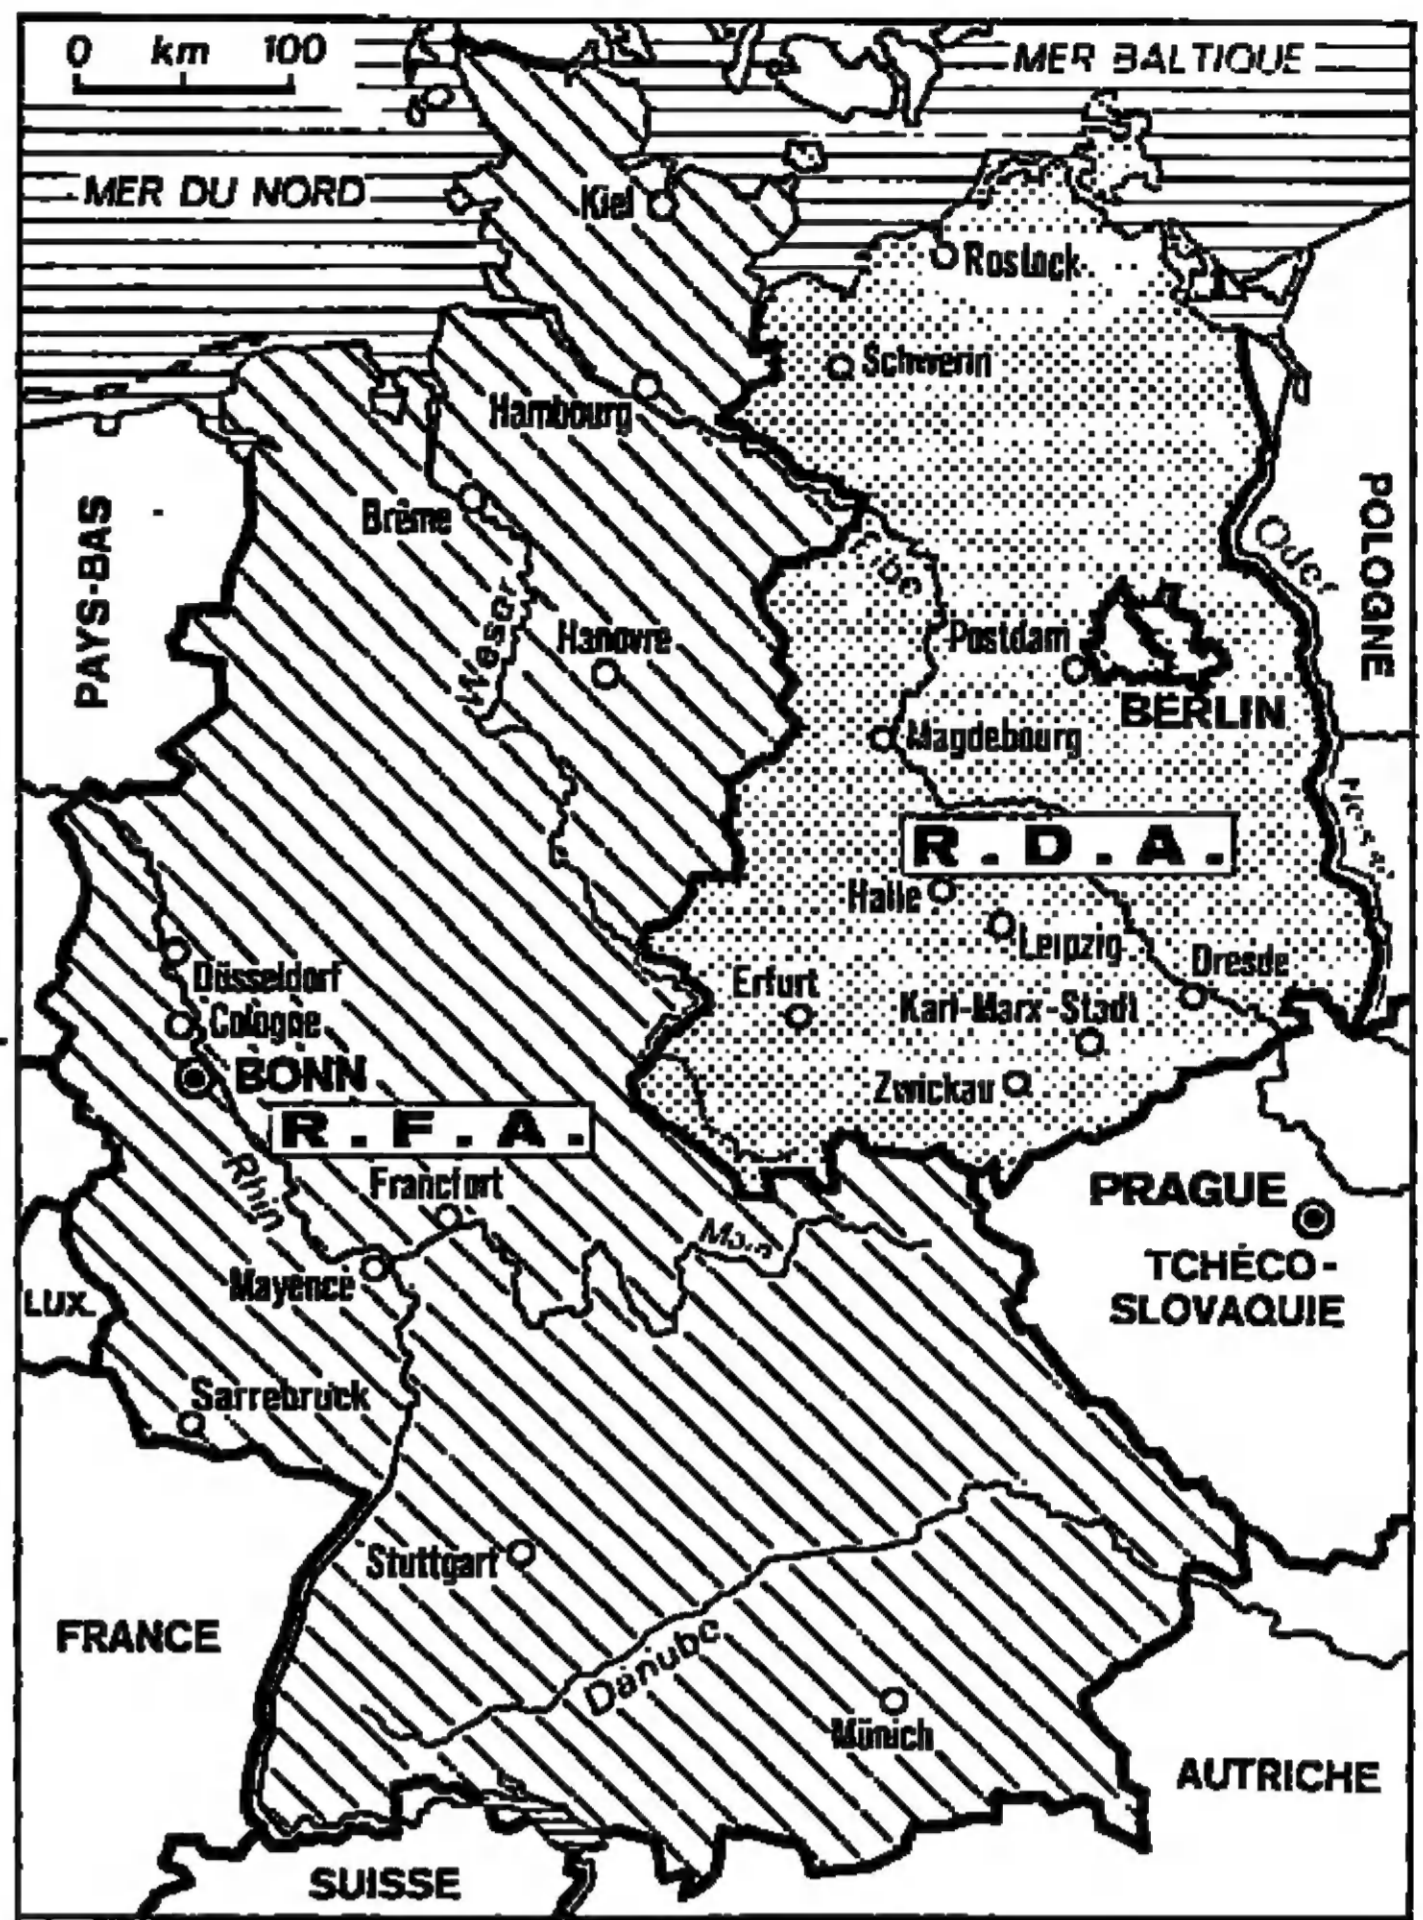 0 km 100
MER BALTIQUE
MER DU NORD
Kiel
Rostock
Schwerin
Hambourg
Brême
PAYS-BAS
POLOGNE
Oder
Elbe
Weser
Hanovre
Postdam
BERLIN
Magdebourg
R.D.A.
Halle
Leipzig
Dresde
Düsseldorf
Erfurt
Karl-Marx-Stadt
Cologne
BONN
Zwickau
R.F.A.
Rhin
Francfort
PRAGUE
Main
TCHÉCO-
SLOVAQUIE
Mayence
LUX.
Sarrebruck
Stuttgart
FRANCE
Danube
Münich
AUTRICHE
SUISSE